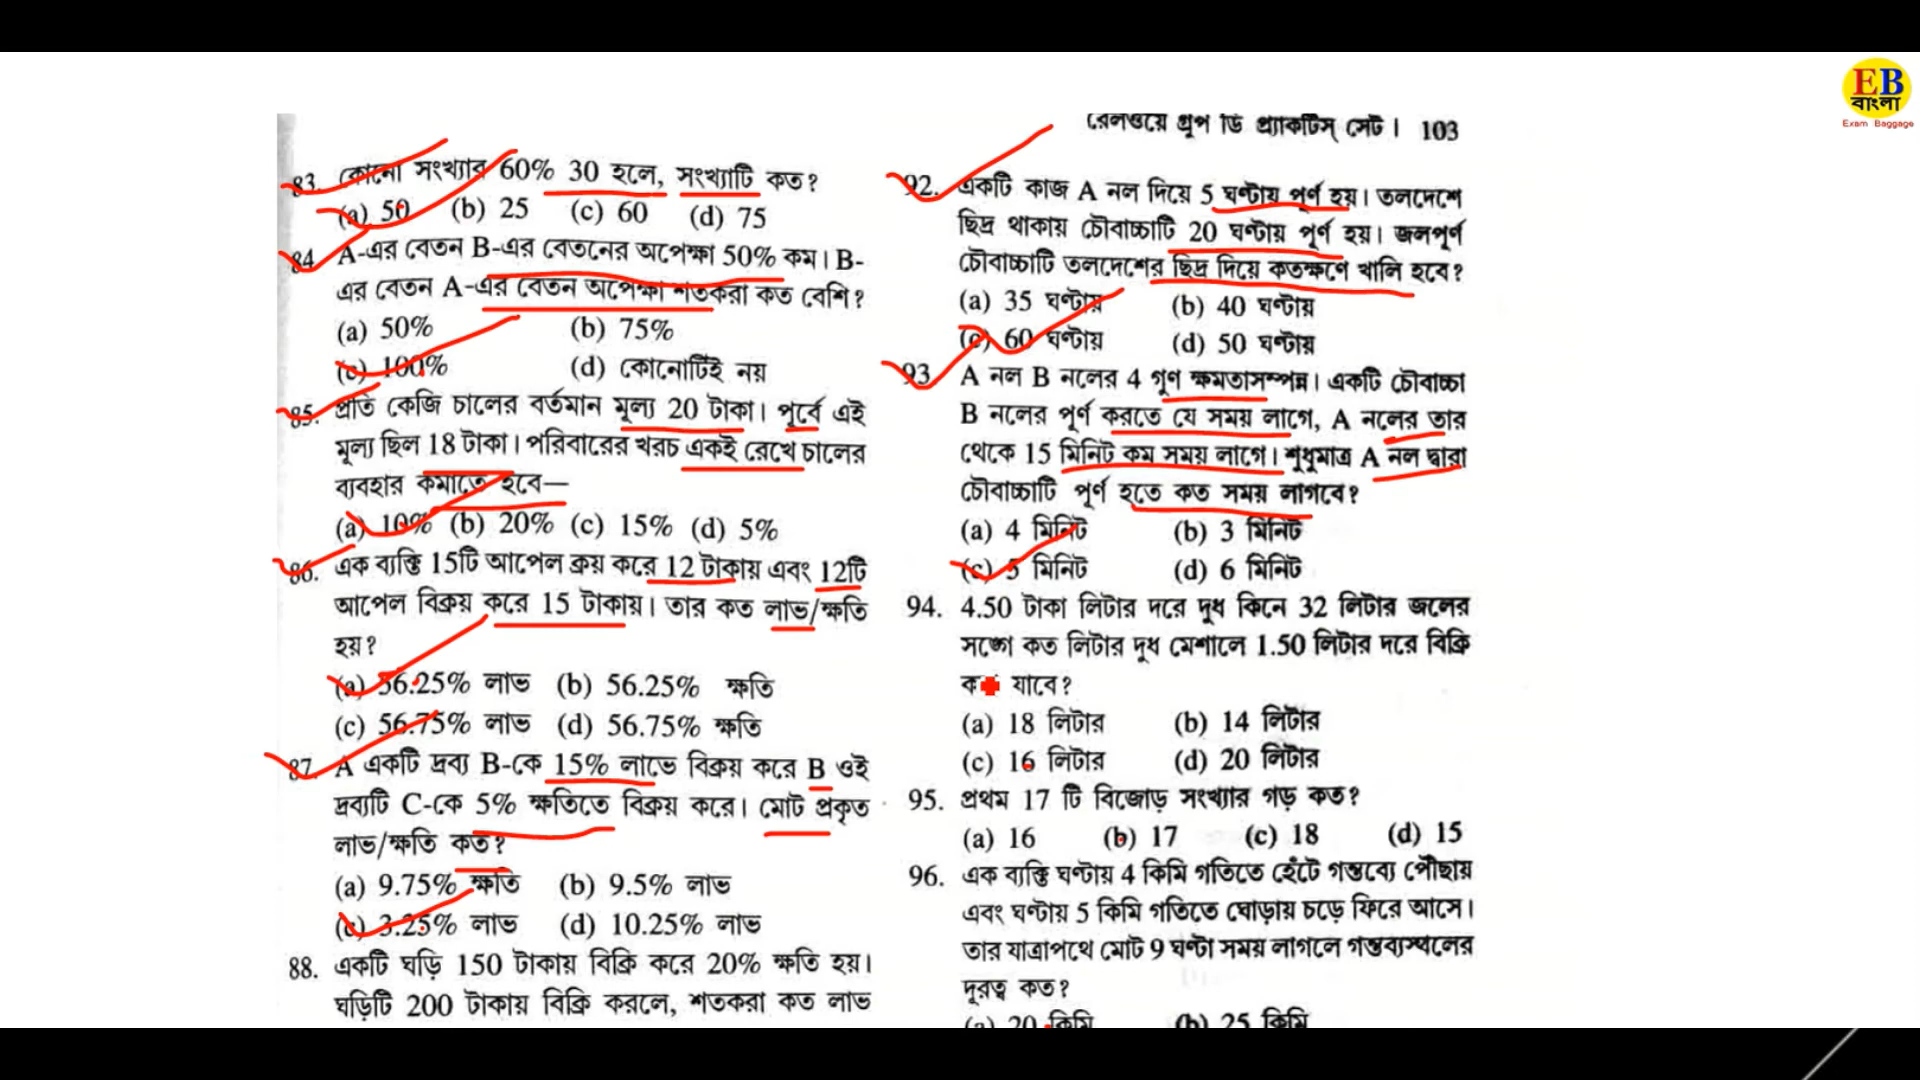 রেলওয়ে গ্রুপ ডি প্র্যাকটিস্ সেট। 103
83. কোনো সংখ্যার 60% 30 হলে, সংখ্যাটি কত?
(a) 50 (b) 25 (c) 60 (d) 75
84. A-এর বেতন B-এর বেতনের অপেক্ষা 50% কম। B-
এর বেতন A-এর বেতন অপেক্ষা শতকরা কত বেশি?
(a) 50% (b) 75%
(c) 100% (d) কোনোটিই নয়
85. প্রতি কেজি চালের বর্তমান মূল্য 20 টাকা। পূর্বে এই
মূল্য ছিল 18 টাকা। পরিবারের খরচ একই রেখে চালের
ব্যবহার কমাতে হবে—
(a) 10% (b) 20% (c) 15% (d) 5%
86. এক ব্যক্তি 15টি আপেল ক্রয় করে 12 টাকায় এবং 12টি
আপেল বিক্রয় করে 15 টাকায়। তার কত লাভ/ক্ষতি
হয়?
(a) 56.25% লাভ (b) 56.25% ক্ষতি
(c) 56.75% লাভ (d) 56.75% ক্ষতি
87. A একটি দ্রব্য B-কে 15% লাভে বিক্রয় করে B ওই
দ্রব্যটি C-কে 5% ক্ষতিতে বিক্রয় করে। মোট প্রকৃত
লাভ/ক্ষতি কত?
(a) 9.75% ক্ষতি (b) 9.5% লাভ
(c) 3.25% লাভ (d) 10.25% লাভ
88. একটি ঘড়ি 150 টাকায় বিক্রি করে 20% ক্ষতি হয়।
ঘড়িটি 200 টাকায় বিক্রি করলে, শতকরা কত লাভ
92. একটি কাজ A নল দিয়ে 5 ঘণ্টায় পূর্ণ হয়। তলদেশে
ছিদ্র থাকায় চৌবাচ্চাটি 20 ঘণ্টায় পূর্ণ হয়। জলপূর্ণ
চৌবাচ্চাটি তলদেশের ছিদ্র দিয়ে কতক্ষণে খালি হবে?
(a) 35 ঘণ্টায় (b) 40 ঘণ্টায়
(c) 60 ঘণ্টায় (d) 50 ঘণ্টায়
93. A নল B নলের 4 গুণ ক্ষমতাসম্পন্ন। একটি চৌবাচ্চা
B নলের পূর্ণ করতে যে সময় লাগে, A নলের তার
থেকে 15 মিনিট কম সময় লাগে। শুধুমাত্র A নল দ্বারা
চৌবাচ্চাটি পূর্ণ হতে কত সময় লাগবে?
(a) 4 মিনিট (b) 3 মিনিট
(c) 5 মিনিট (d) 6 মিনিট
94. 4.50 টাকা লিটার দরে দুধ কিনে 32 লিটার জলের
সঙ্গে কত লিটার দুধ মেশালে 1.50 লিটার দরে বিক্রি
যাবে?
(a) 18 লিটার (b) 14 লিটার
(c) 16 লিটার (d) 20 লিটার
95. প্রথম 17 টি বিজোড় সংখ্যার গড় কত?
(a) 16 (b) 17 (c) 18 (d) 15
96. এক ব্যক্তি ঘণ্টায় 4 কিমি গতিতে হেঁটে গন্তব্যে পৌঁছায়
এবং ঘণ্টায় 5 কিমি গতিতে ঘোড়ায় চড়ে ফিরে আসে।
তার যাত্রাপথে মোট 9 ঘণ্টা সময় লাগলে গন্তব্যস্থলের
দূরত্ব কত?
(a) 20 কিমি (b) 25 কিমি
EB
বাংলা
Exam Baggage